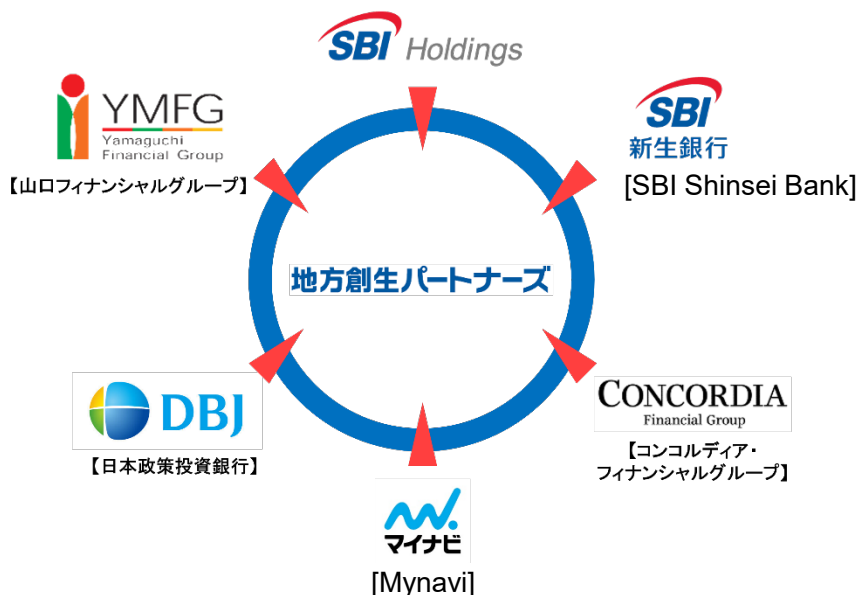 SBI Holdings
YMFG
Yamaguchi
Financial Group
【山口フィナンシャルグループ】
SBI
新生銀行
[SBI Shinsei Bank]
地方創生パートナーズ
DBJ
【日本政策投資銀行】
CONCORDIA
Financial Group
【コンコルディア・
フィナンシャルグループ】
マイナビ
[Mynavi]